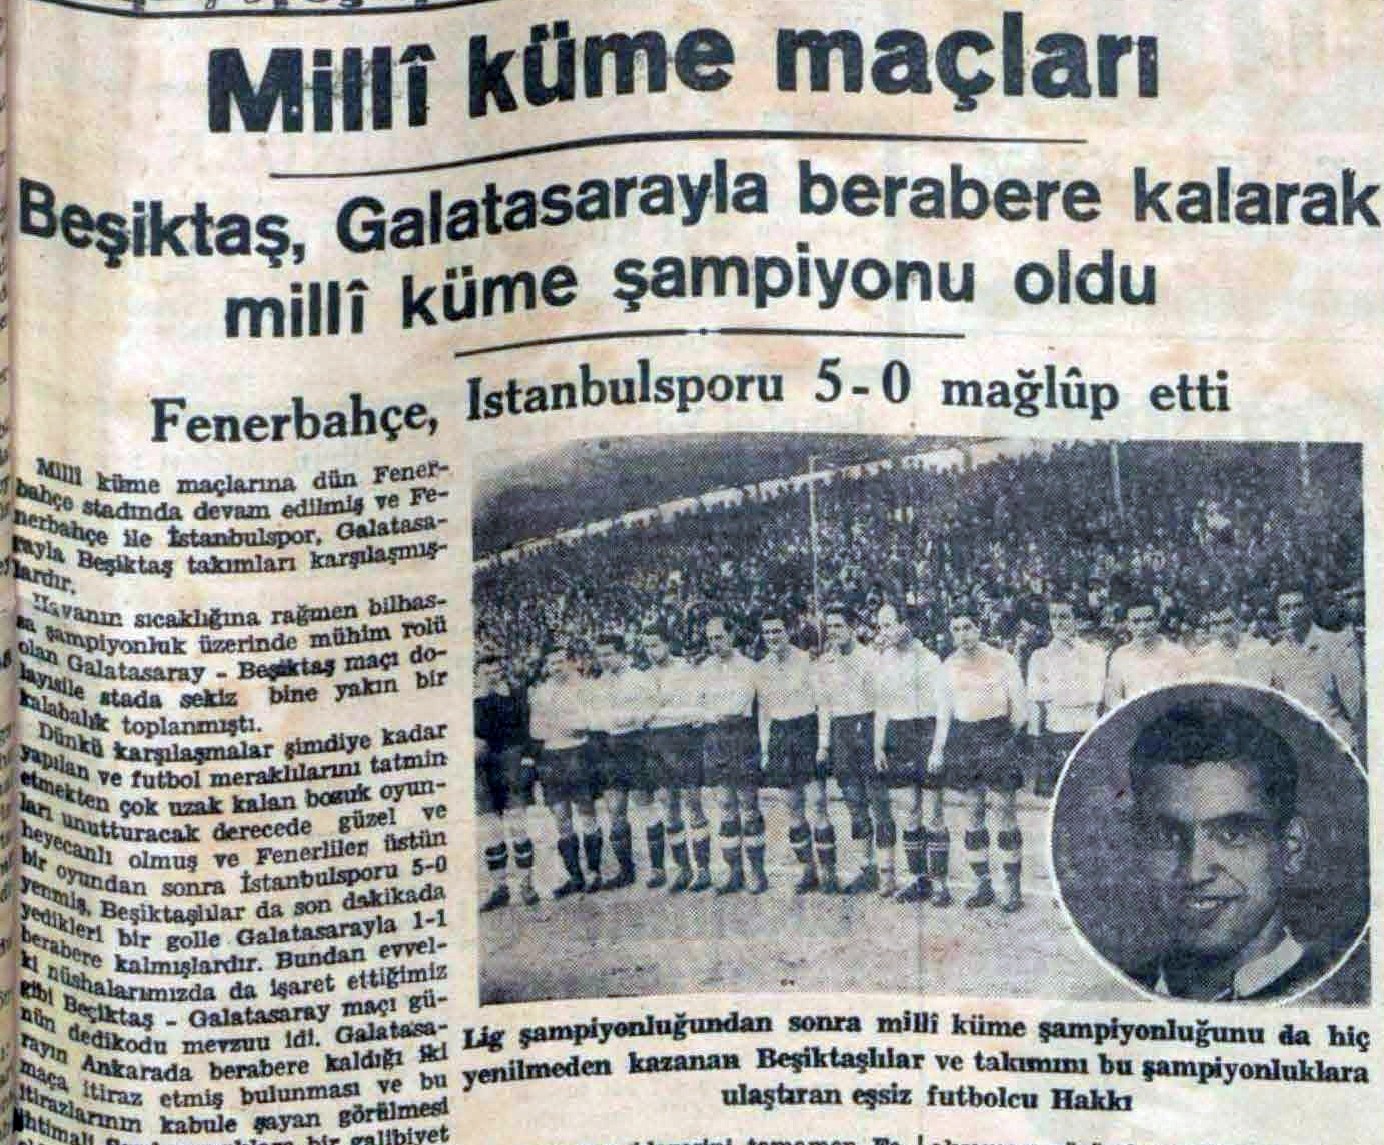 Millî küme maçları
Beşiktaş, Galatasarayla berabere kalarak
millî küme şampiyonu oldu
Fenerbahçe, Istanbulsporu 5-0 mağlûp etti
Millî küme maçlarına dün Fener-
bahçe stadında devam edilmiş ve Fe-
nerbahçe ile İstanbulspor, Galatasa-
rayla Beşiktaş takımları karşılaşmış-
lardır.
Havanın sıcaklığına rağmen bilhas-
sa şampiyonluk üzerinde mühim rolü
olan Galatasaray - Beşiktaş maçı do-
layısile stada sekiz bine yakın bir
kalabalık toplanmıştı.
Dünkü karşılaşmalar şimdiye kadar
yapılan ve futbol meraklılarını tatmin
etmekten çok uzak kalan bozuk oyun-
ları unutturacak derecede güzel ve
heyecanlı olmuş ve Fenerliler üstün
bir oyundan sonra İstanbulsporu 5-0
yenmiş, Beşiktaşlılar da son dakikada
yedikleri bir golle Galatasarayla 1-1
berabere kalmışlardır. Bundan evvel-
ki nüshalarımızda da işaret ettiğimiz
gibi Beşiktaş - Galatasaray maçı gü-
nün dedikodu mevzuu idi. Galatasa-
rayın Ankarada berabere kaldığı iki
maça itiraz etmiş bulunması ve bu
itirazlarının kabule şayan görülmesi
ihtimali bir galibiyet
Lig şampiyonluğundan sonra millî küme şampiyonluğunu da hiç
yenilmeden kazanan Beşiktaşlılar ve takımını bu şampiyonluklara
ulaştıran eşsiz futbolcu Hakkı